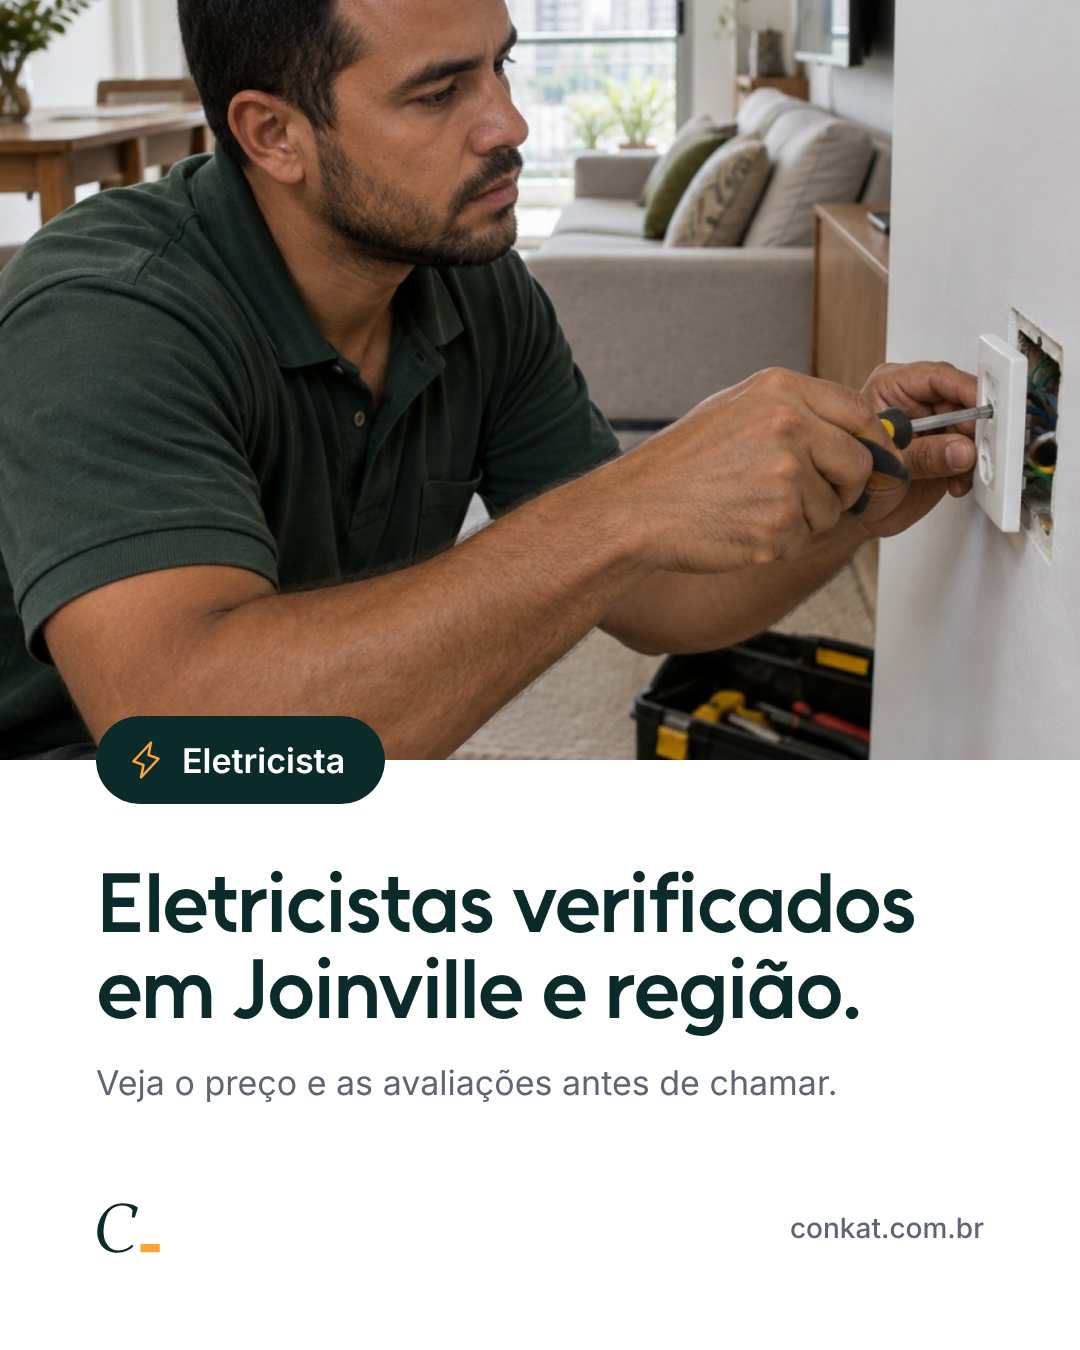 Eletricista
Eletricistas verificados
em Joinville e região.
Veja o preço e as avaliações antes de chamar.
C
conkat.com.br